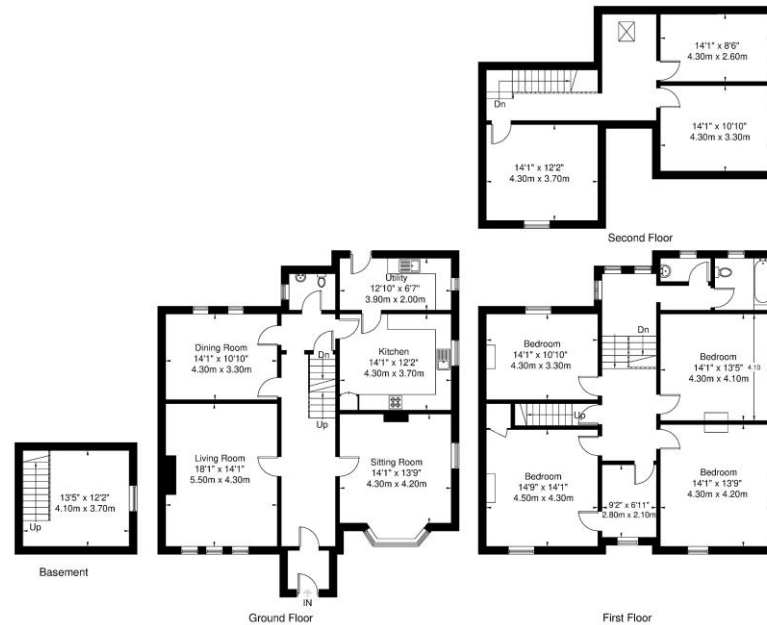 14'1" x 8'6"
4.30m x 2.60m
Dn
14'1" x 10'10"
4.30m x 3.30m
14'1" x 12'2"
4.30m x 3.70m
Second Floor
Utility
12'10" x 6'7"
3.90m x 2.00m
Dining Room
14'1" x 10'10"
4.30m x 3.30m
Kitchen
14'1" x 12'2"
4.30m x 3.70m
Dn
Up
Living Room
18'1" x 14'1"
5.50m x 4.30m
Sitting Room
14'1" x 13'9"
4.30m x 4.20m
IN
Ground Floor
13'5" x 12'2"
4.10m x 3.70m
Up
Basement
Dn
Bedroom
14'1" x 10'10"
4.30m x 3.30m
Bedroom
14'1" x 13'5"
4.30m x 4.10m
4.10
Up
Bedroom
14'9" x 14'1"
4.50m x 4.30m
9'2" x 6'11"
2.80m x 2.10m
Bedroom
14'1" x 13'9"
4.30m x 4.20m
First Floor